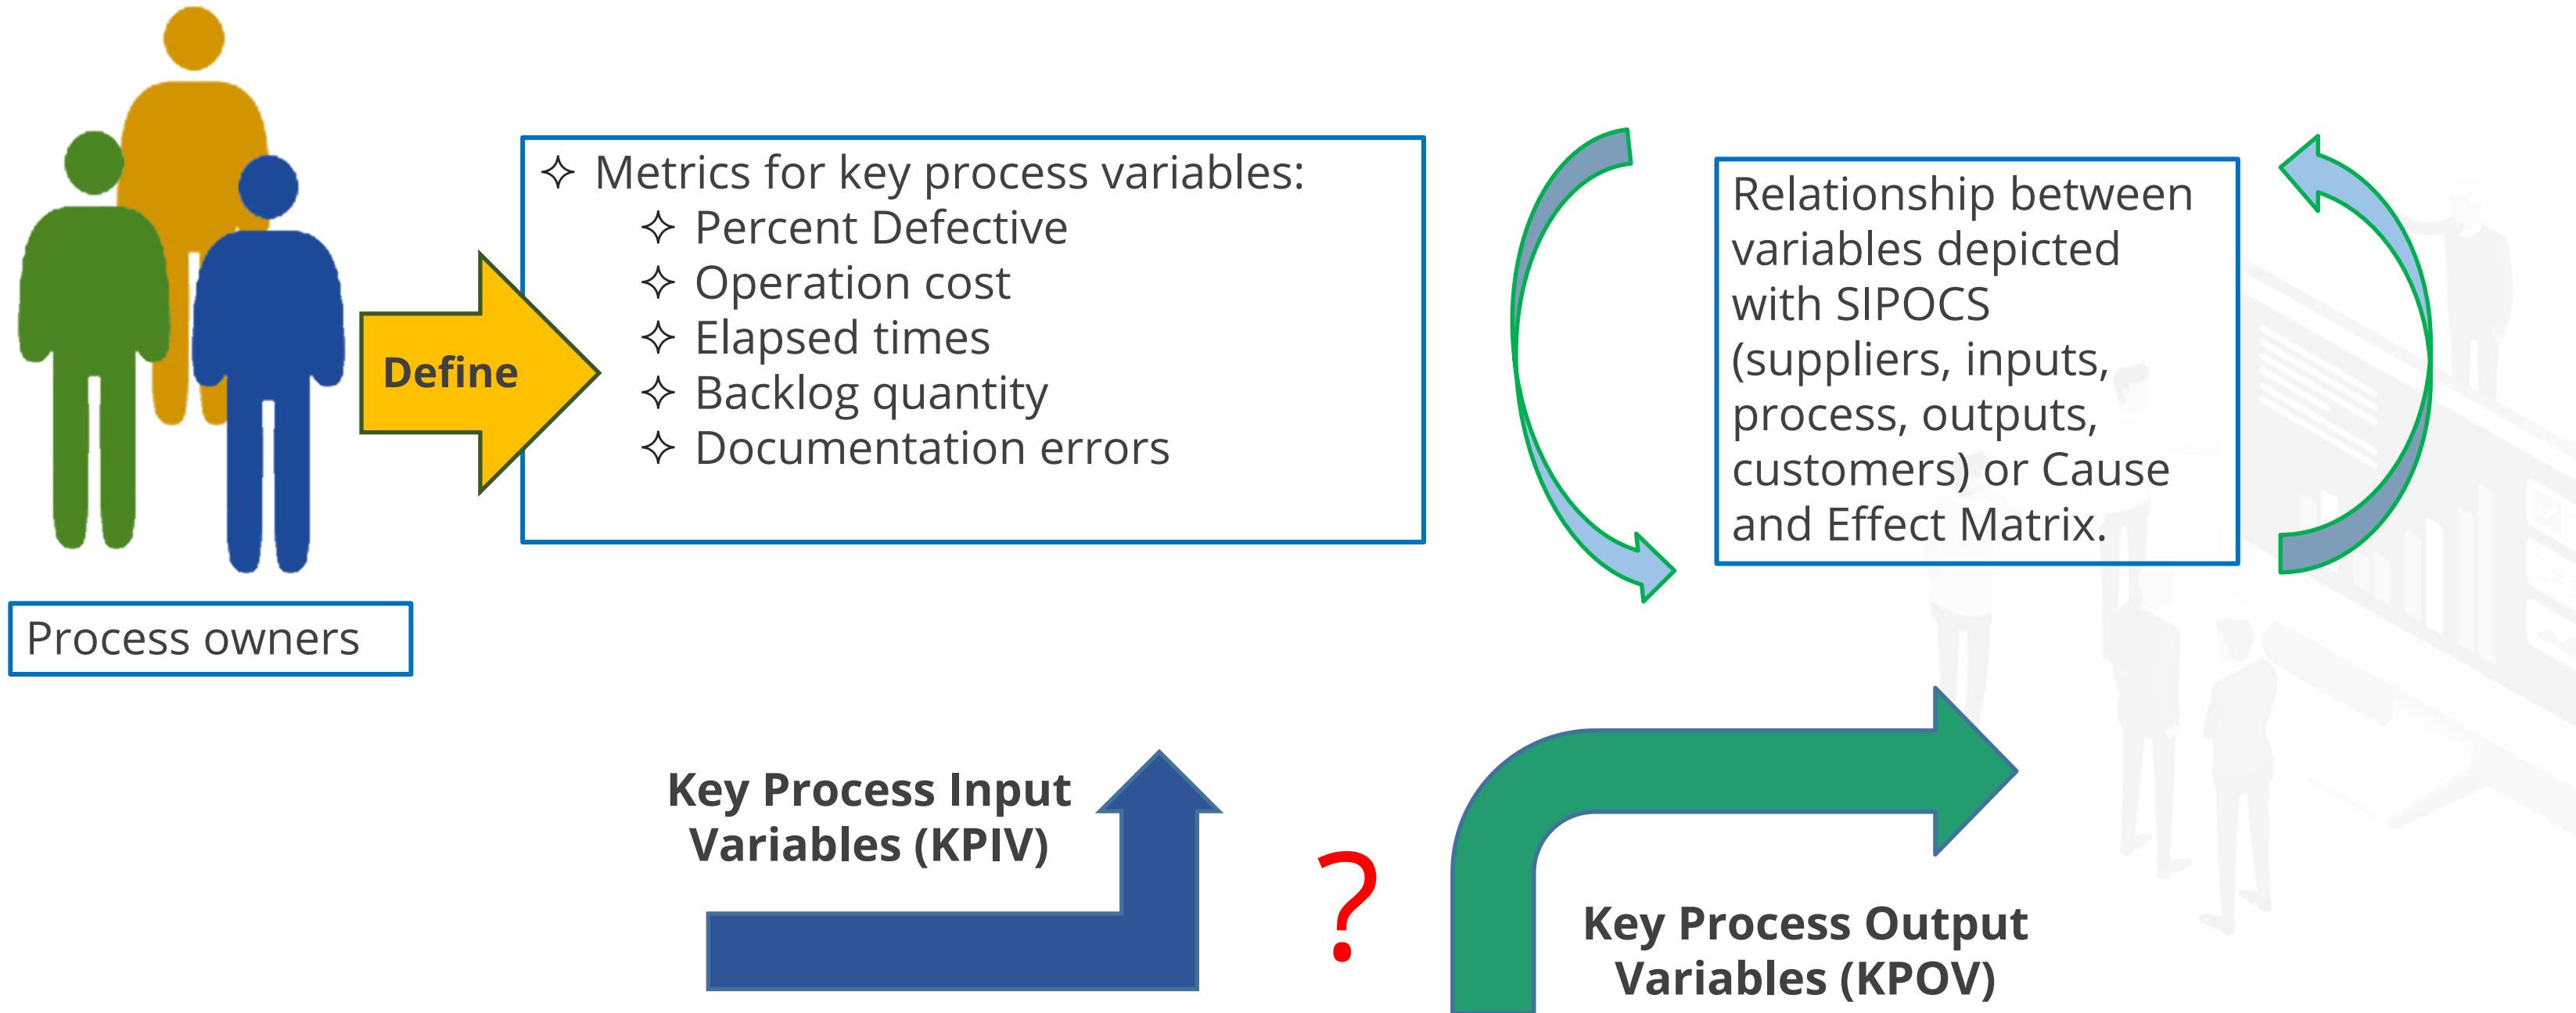 ✧ Metrics for key process variables:
✧ Percent Defective
✧ Operation cost
✧ Elapsed times
✧ Backlog quantity
✧ Documentation errors
Define
Process owners
Relationship between
variables depicted
with SIPOCS
(suppliers, inputs,
process, outputs,
customers) or Cause
and Effect Matrix.
Key Process Input
Variables (KPIV)
?
Key Process Output
Variables (KPOV)